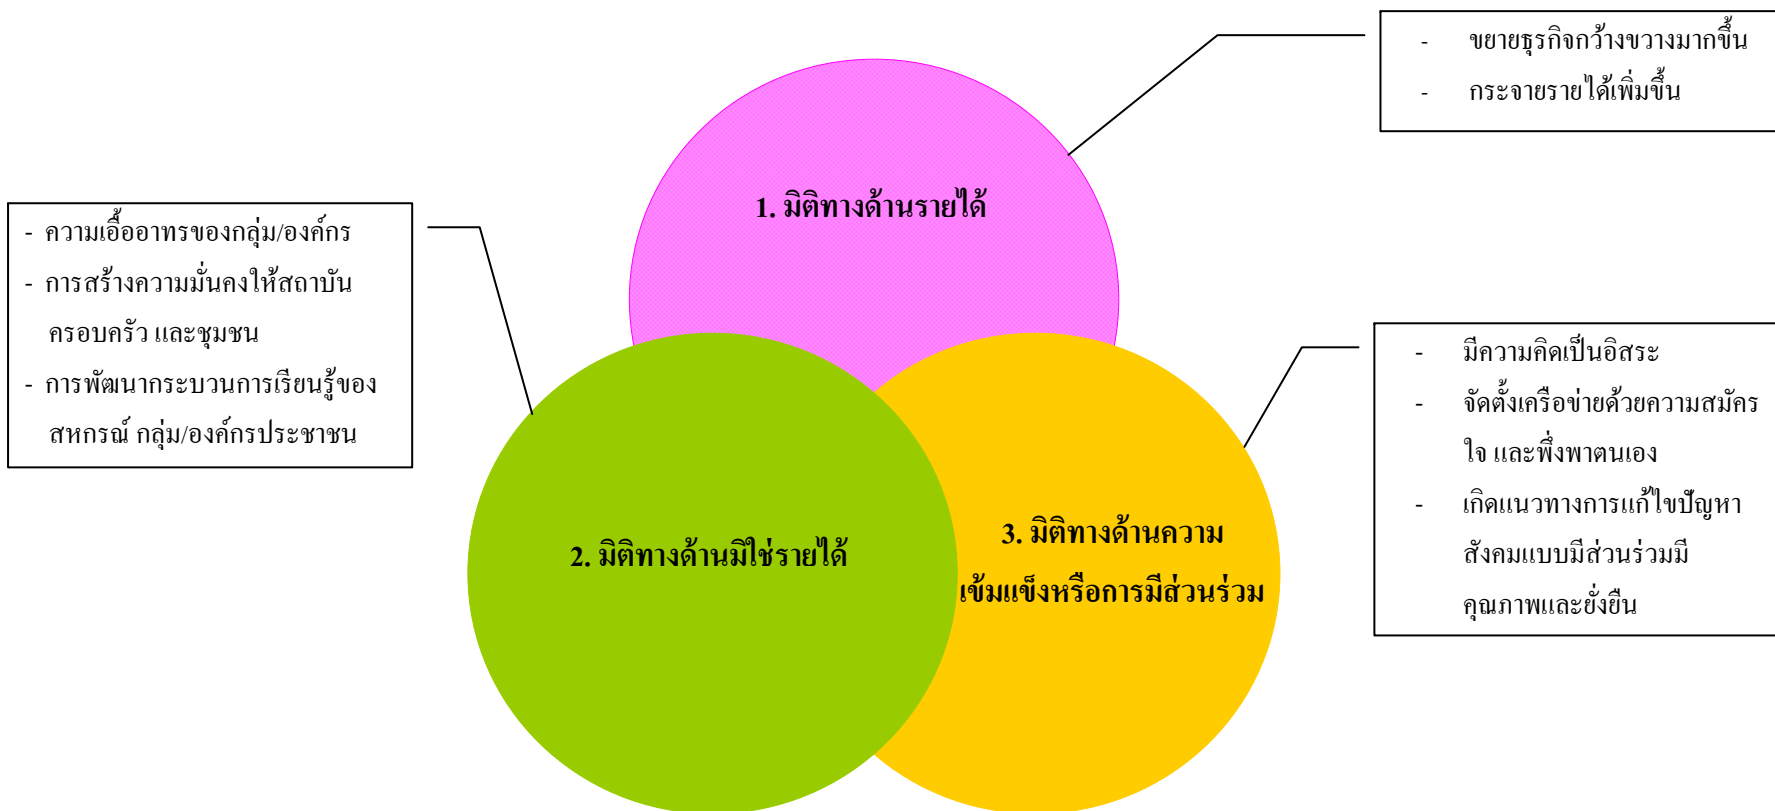 - ขยายธุรกิจกว้างขวางมากขึ้น
- กระจายรายได้เพิ่มขึ้น
1. มิติทางด้านรายได้
- ความเอื้ออาทรของกลุ่ม/องค์กร
- การสร้างความมั่นคงให้สถาบัน
ครอบครัว และชุมชน
- การพัฒนากระบวนการเรียนรู้ของ
สหกรณ์ กลุ่ม/องค์กรประชาชน
2. มิติทางด้านมิใช่รายได้
3. มิติทางด้านความ
เข้มแข็งหรือการมีส่วนร่วม
- มีความคิดเป็นอิสระ
- จัดตั้งเครือข่ายด้วยความสมัคร
ใจ และพึ่งพาตนเอง
- เกิดแนวทางการแก้ไขปัญหา
สังคมแบบมีส่วนร่วมมี
คุณภาพและยั่งยืน